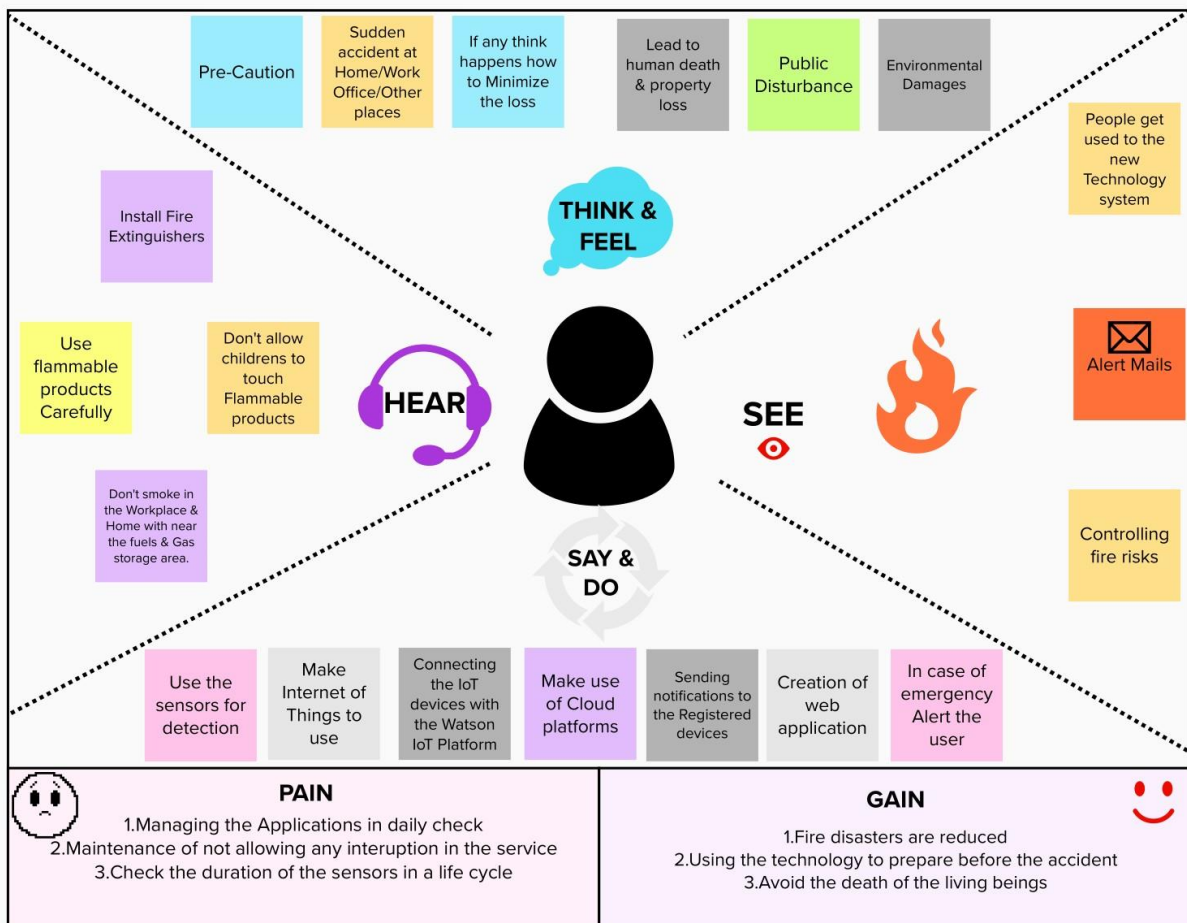 Pre-Caution
Sudden
accident at
Home/Work
Office/Other
places
If any think
happens how
to Minimize
the loss
Lead to
human death
& property
loss
Public
Disturbance
Environmental
Damages
People get
used to the
new
Technology
system
THINK &
FEEL
Install Fire
Extinguishers
Use
flammable
products
Carefully
Don't allow
childrens to
touch
Flammable
products
HEAR
SEE
Alert Mails
Don't smoke in
the Workplace &
Home with near
the fuels & Gas
storage area.
Controlling
fire risks
SAY &
DO
Use the
sensors for
detection
Make
Internet of
Things to
use
Connecting
the IoT
devices with
the Watson
IoT Platform
Make use
of Cloud
platforms
Sending
notifications to
the Registered
devices
Creation of
web
application
In case of
emergency
Alert the
user
PAIN
1.Managing the Applications in daily check
2.Maintenance of not allowing any interuption in the service
3.Check the duration of the sensors in a life cycle
GAIN
1.Fire disasters are reduced
2.Using the technology to prepare before the accident
3.Avoid the death of the living beings